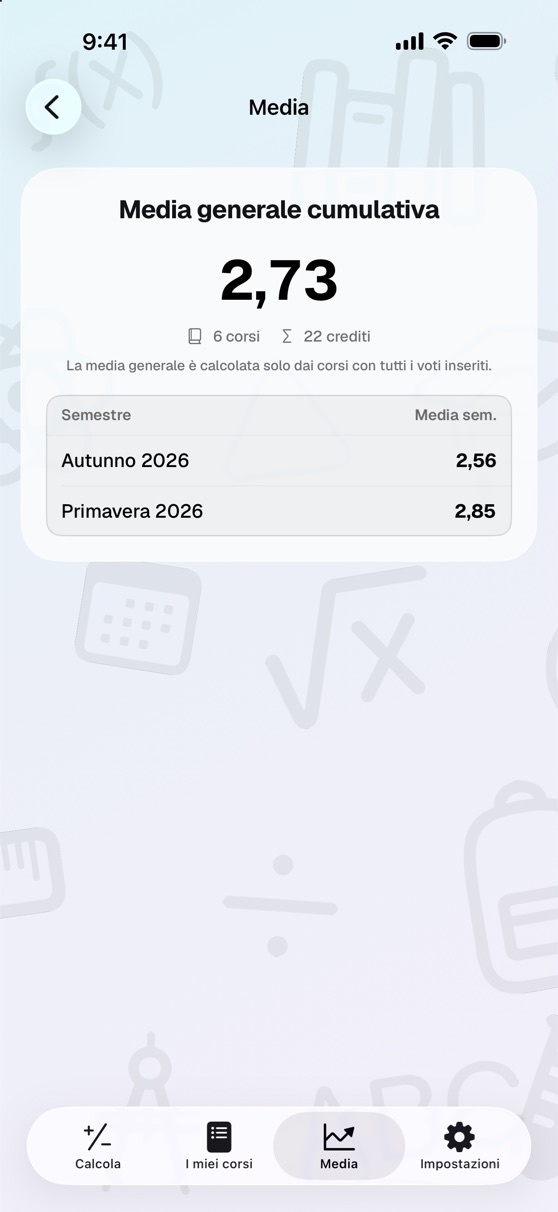 9:41
Media
Media generale cumulativa
2,73
6 corsi Σ 22 crediti
La media generale è calcolata solo dai corsi con tutti i voti inseriti.
Semestre Media sem.
Autunno 2026 2,56
Primavera 2026 2,85
Calcola I miei corsi Media Impostazioni